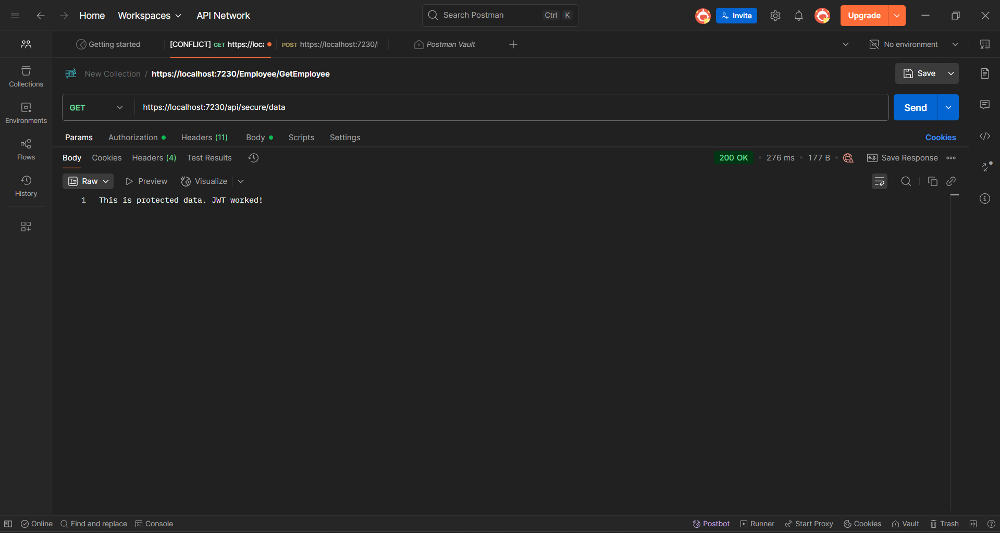 Home Workspaces API Network Search Postman Ctrl K Invite Upgrade
Getting started [CONFLICT] GET https://loca POST https://localhost:7230/ Postman Vault No environment
HTTP New Collection / https://localhost:7230/Employee/GetEmployee Save
GET https://localhost:7230/api/secure/data Send
Params Authorization Headers (11) Body Scripts Settings Cookies
Body Cookies Headers (4) Test Results 200 OK 276 ms 177 B e.g. Save Response
Raw Preview Visualize
1 This is protected data. JWT worked!
Collections
Environments
Flows
History
Online Find and replace Console Postbot Runner Start Proxy Cookies Vault Trash